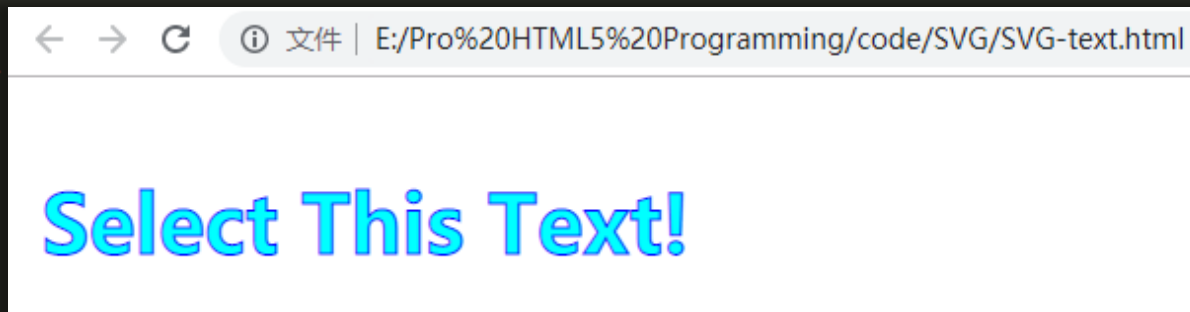 文件 | E:/Pro%20HTML5%20Programming/code/SVG/SVG-text.html
Select This Text!